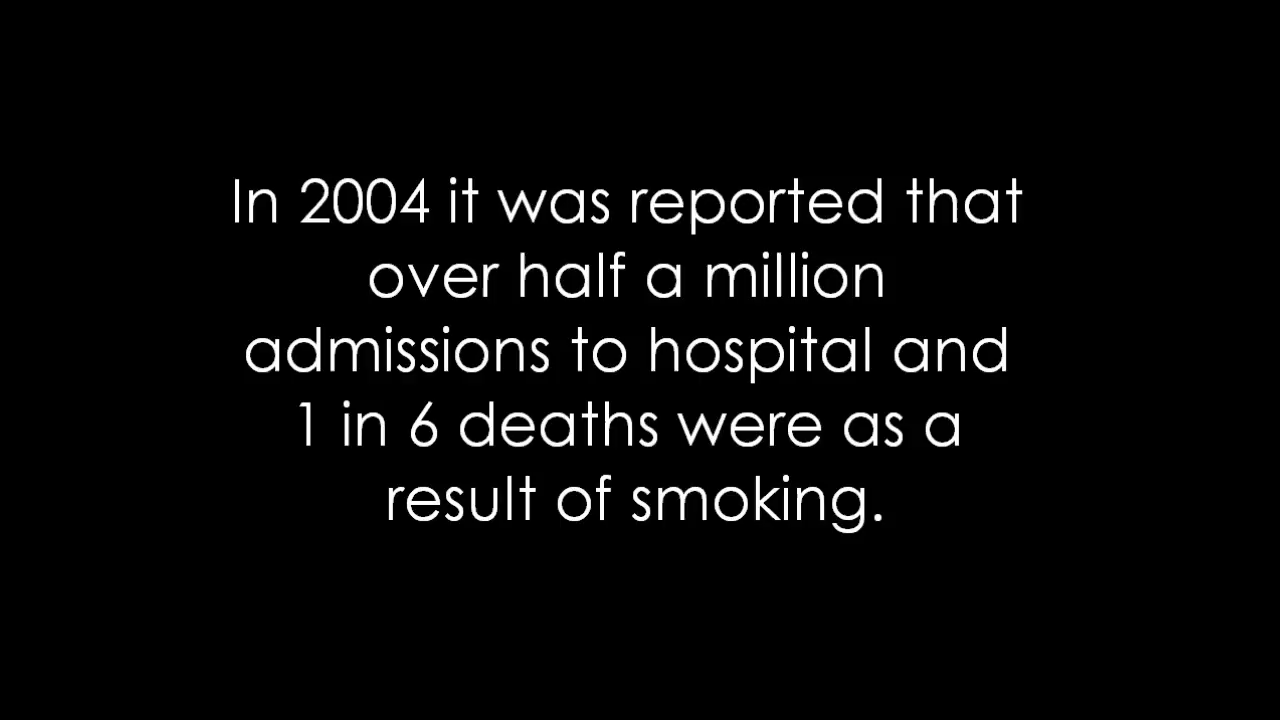 In 2004 it was reported that
over half a million
admissions to hospital and
1 in 6 deaths were as a
result of smoking.